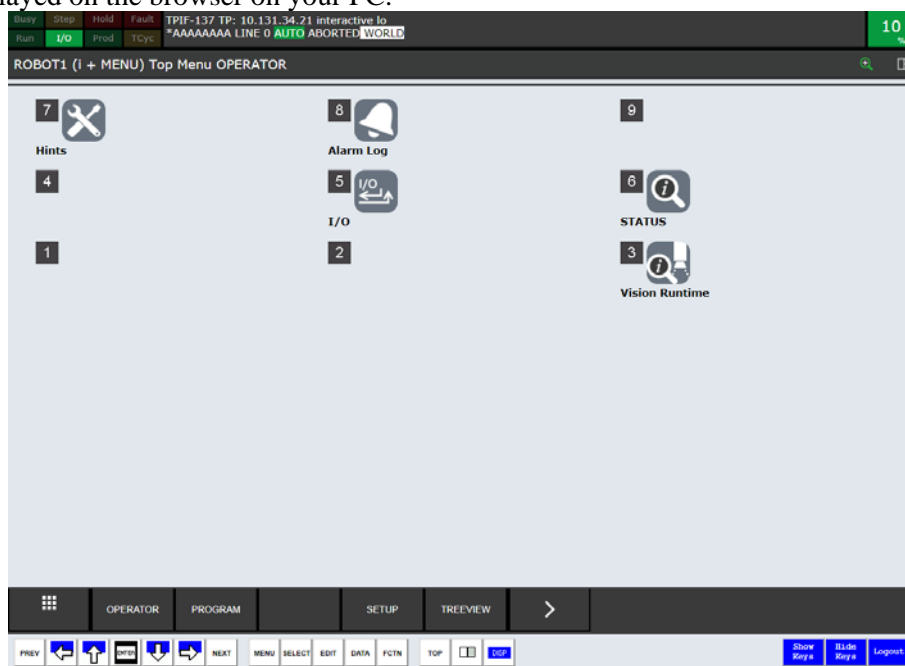 layed on the browser on your PC.
Busy Step Hold Fault TPIF-137 TP: 10.131.34.21 interactive lo
Run I/O Prod TCyc *AAAAAAAA LINE 0 AUTO ABORTED WORLD
10
%
ROBOT1 (i + MENU) Top Menu OPERATOR
7 8 9
Hints Alarm Log
4 5 I/O 6
I/O STATUS
1 2 3
Vision Runtime
OPERATOR PROGRAM SETUP TREEVIEW >
PREV ENTER NEXT MENU SELECT EDIT DATA FCTN TOP DISP Show Keys Hide Keys Logout